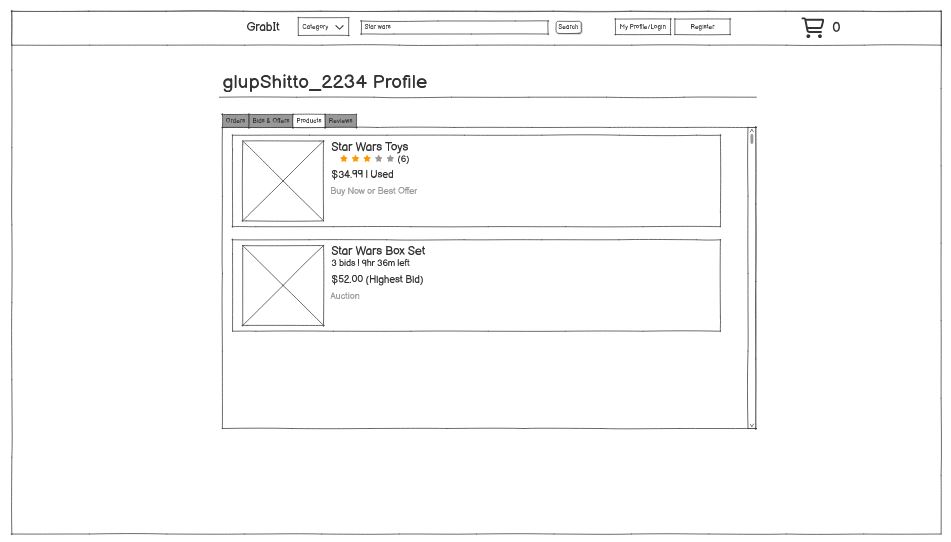 GrabIt Category Star wars Search My Profile/Login Register 0
glupShitto_2234 Profile
Orders Bids & Offers Products Reviews
Star Wars Toys
(6)
$34.99 | Used
Buy Now or Best Offer
Star Wars Box Set
3 bids | 9hr 36m left
$52.00 (Highest Bid)
Auction